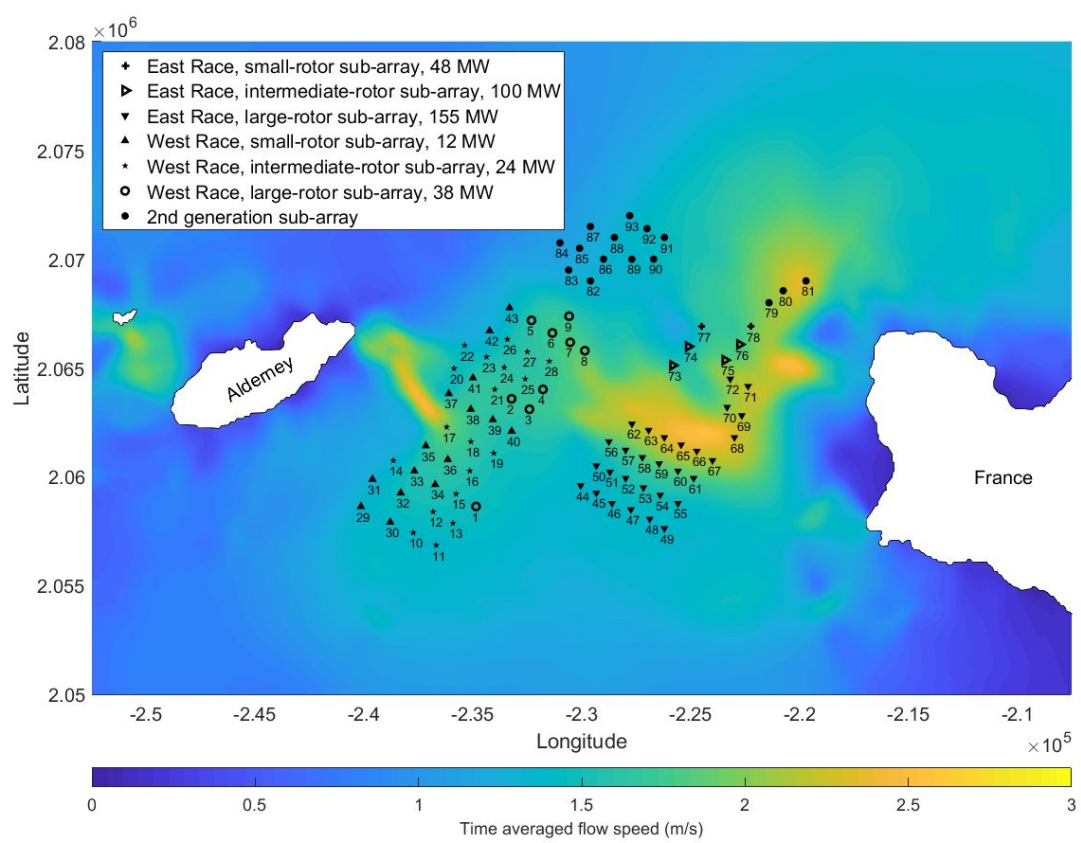 ×10⁶
2.08
East Race, small-rotor sub-array, 48 MW
East Race, intermediate-rotor sub-array, 100 MW
East Race, large-rotor sub-array, 155 MW
West Race, small-rotor sub-array, 12 MW
West Race, intermediate-rotor sub-array, 24 MW
West Race, large-rotor sub-array, 38 MW
2nd generation sub-array
2.075
2.07
2.065
2.06
2.055
2.05
Latitude
93
87 92
88 91
84 85
86 89 90
83
82
81
80
79
43 5 9
6 77 78
42 26 7 74 76
22 23 27 8
20 24 28 73 75
41 25 72
37 21 2 4 71
38 3 70
39 69
17 40 62 63
18 64 68
35 56 65 66
19 57 67
14 36 58 59
33 16 50 51 60 61
31 34 52 53
32 15 44 45 54
29 12 1 46 55
30 13 47 48
10 49
11
Alderney
France
-2.5 -2.45 -2.4 -2.35 -2.3 -2.25 -2.2 -2.15 -2.1
Longitude
×10⁵
0 0.5 1 1.5 2 2.5 3
Time averaged flow speed (m/s)